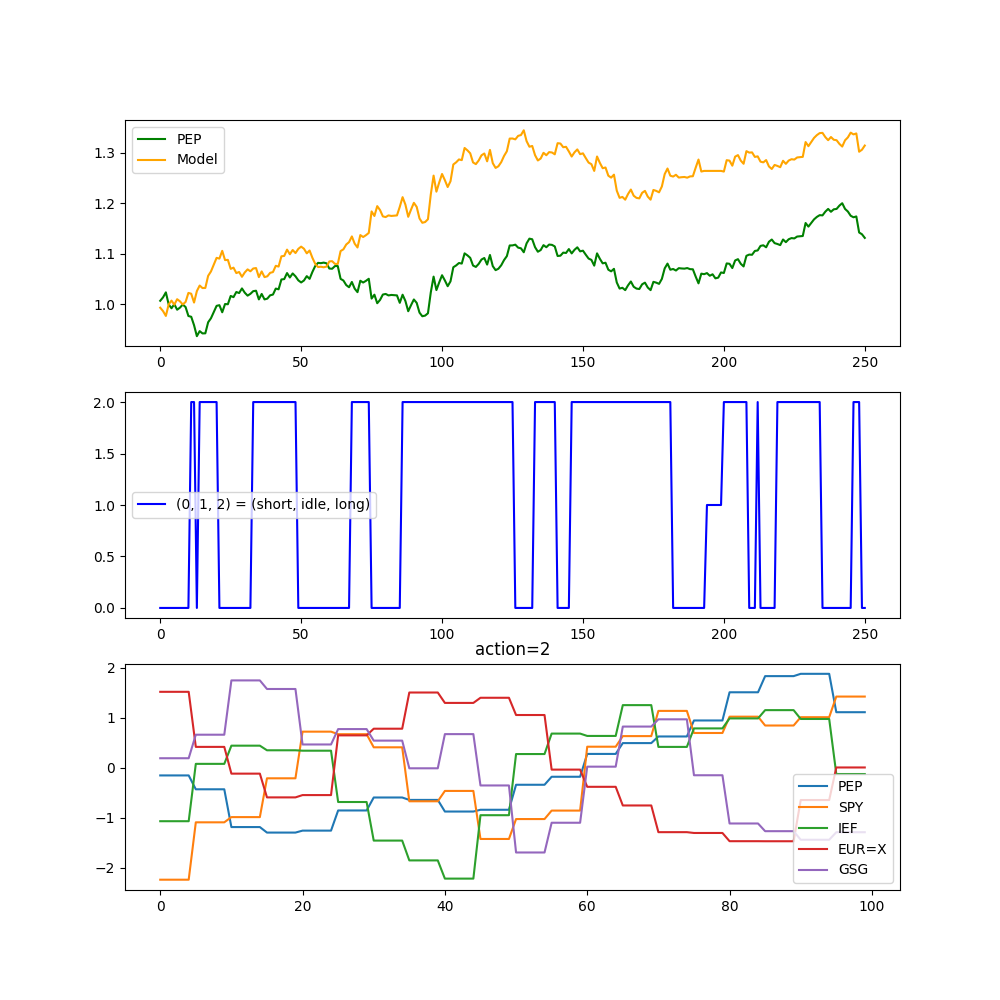 PEP
Model
1.3
1.2
1.1
1.0
0 50 100 150 200 250
2.0
1.5
1.0
0.5
0.0
(0, 1, 2) = (short, idle, long)
0 50 100 150 200 250
action=2
2
1
0
−1
−2
PEP
SPY
IEF
EUR=X
GSG
0 20 40 60 80 100